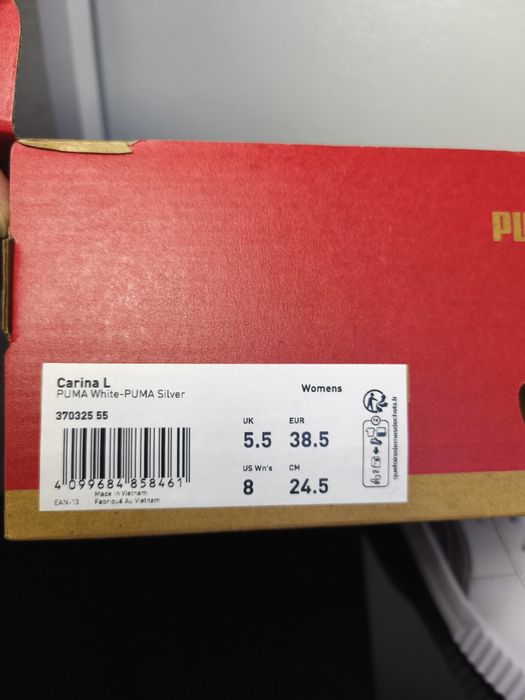 PU
Carina L
PUMA White-PUMA Silver
Womens
370325 55
UK EUR
5.5 38.5
US Wn's CM
8 24.5
4 099684 858461
Made in Vietnam
EAN-13 Fabriqué Au Vietnam
quefairedemesdechets.fr